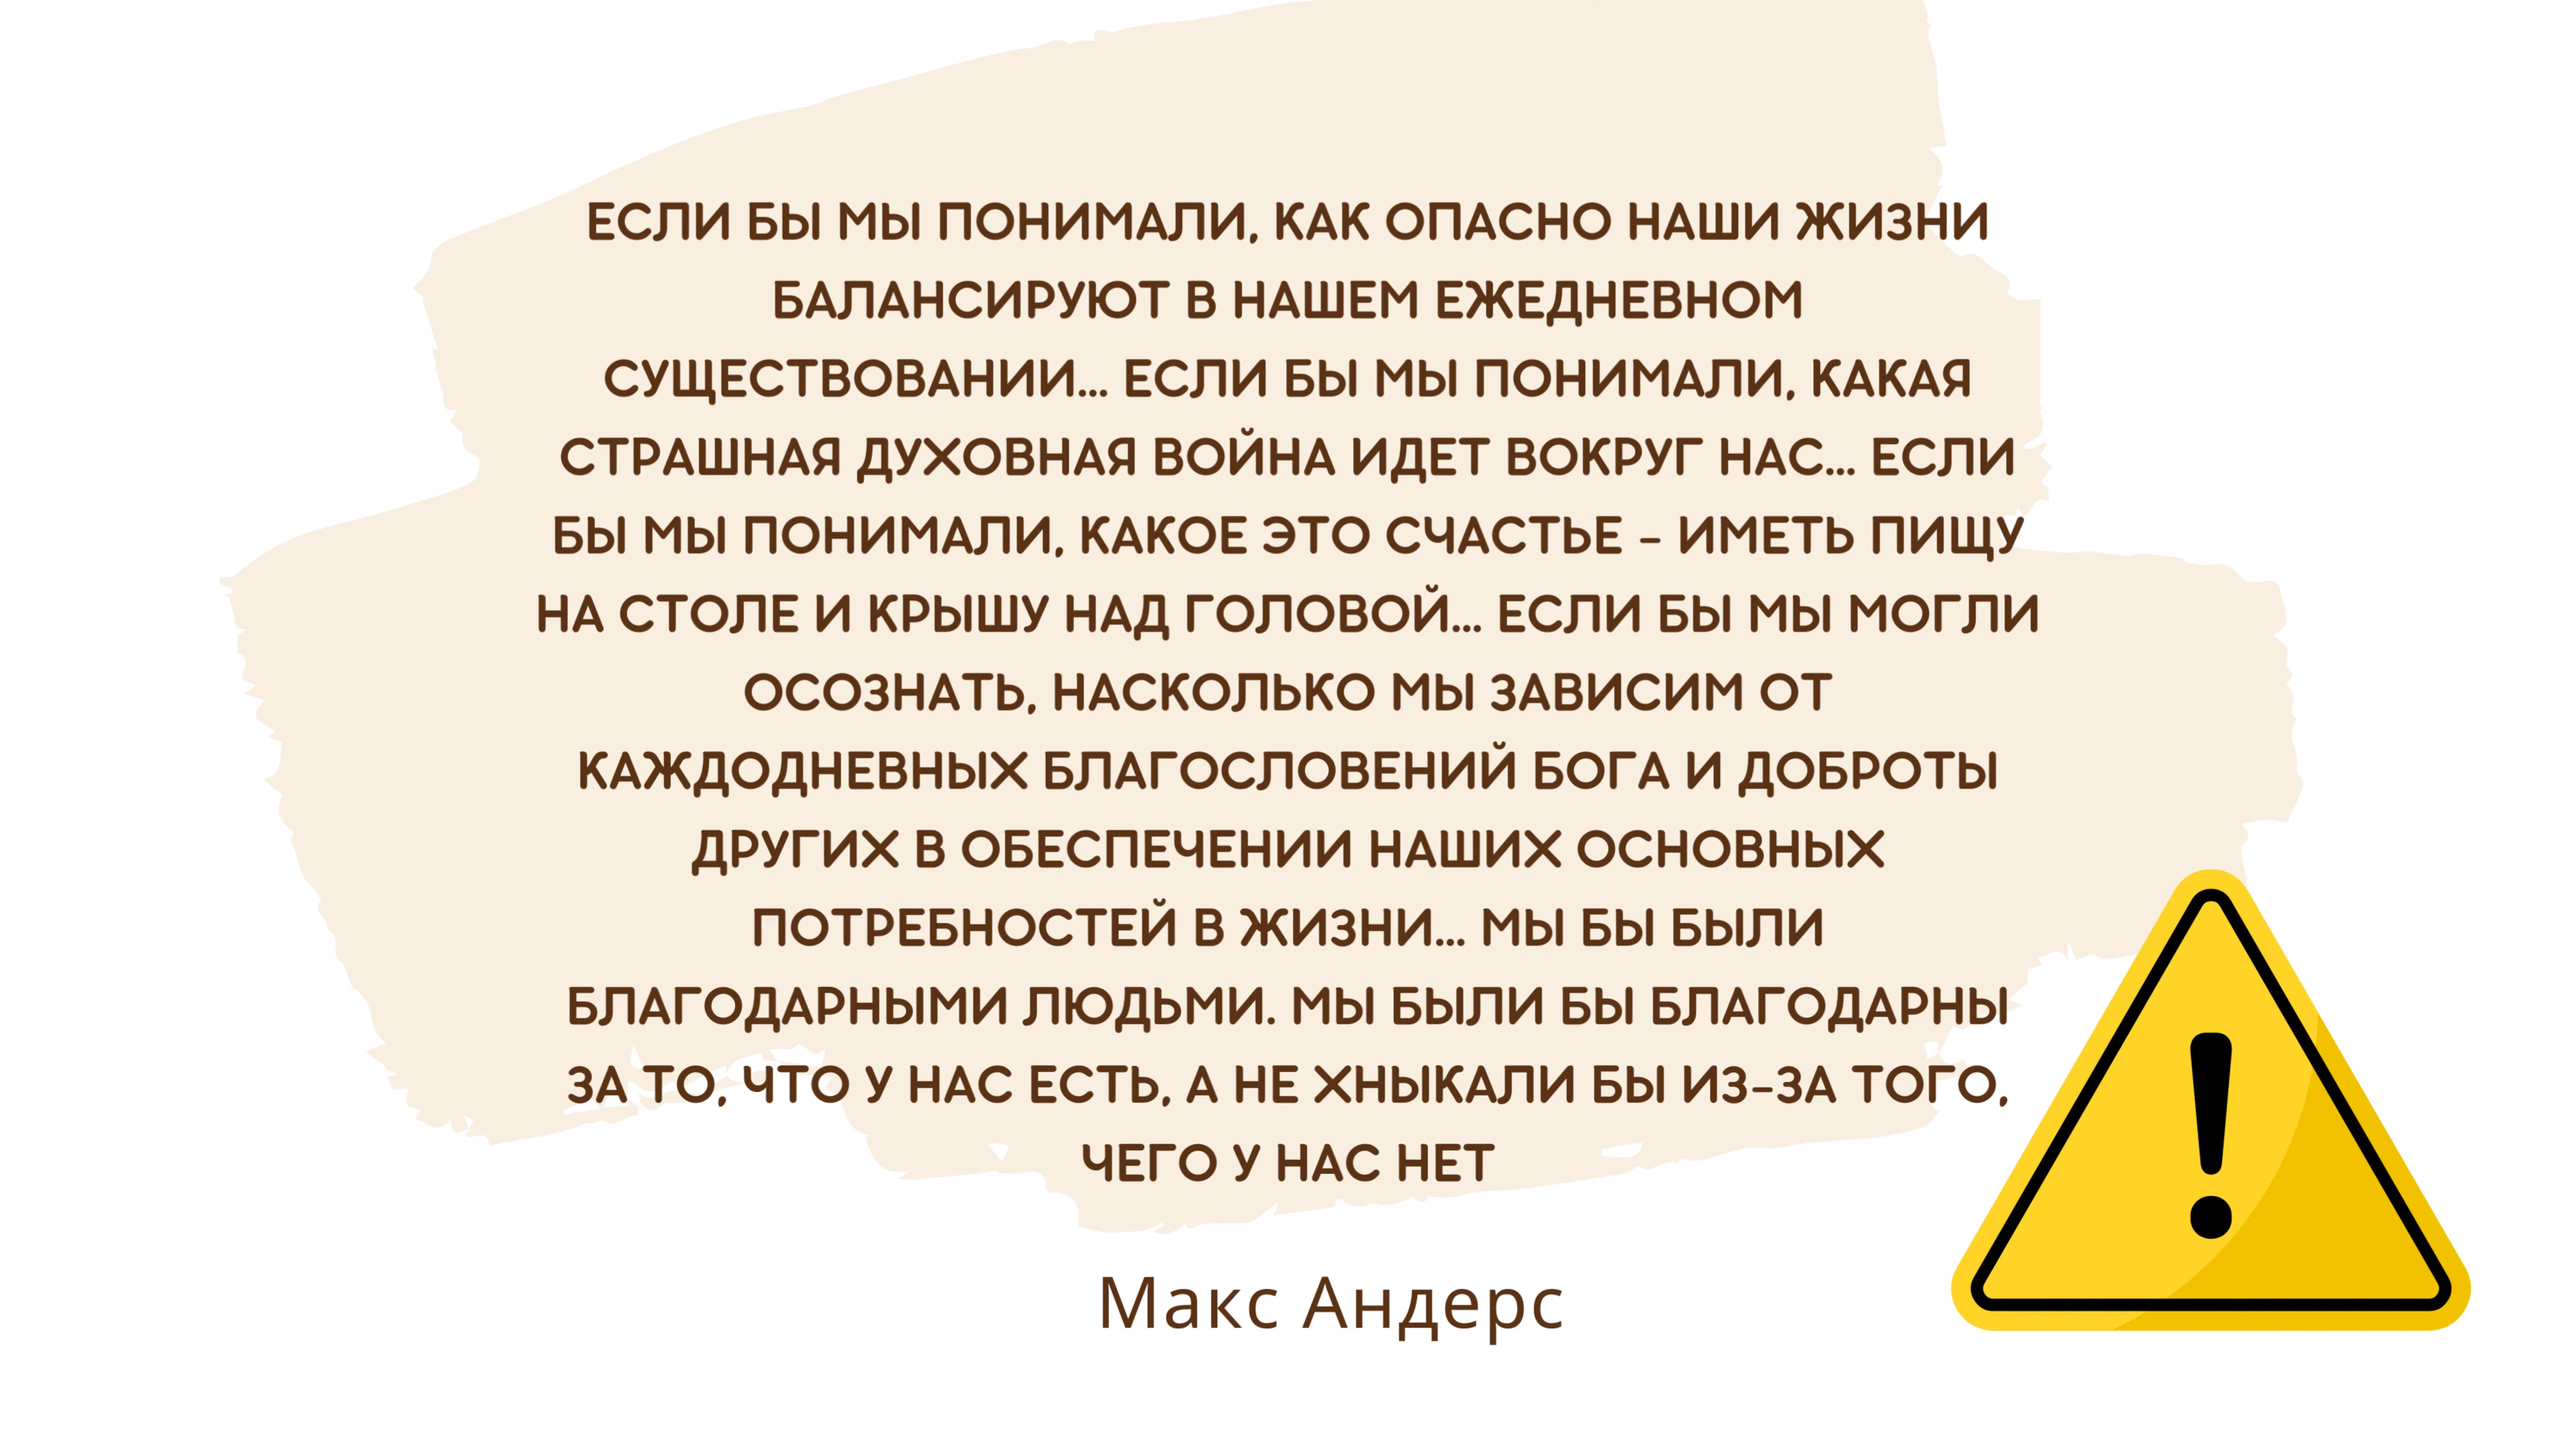 ЕСЛИ БЫ МЫ ПОНИМАЛИ, КАК ОПАСНО НАШИ ЖИЗНИ
БАЛАНСИРУЮТ В НАШЕМ ЕЖЕДНЕВНОМ
СУЩЕСТВОВАНИИ... ЕСЛИ БЫ МЫ ПОНИМАЛИ, КАКАЯ
СТРАШНАЯ ДУХОВНАЯ ВОЙНА ИДЕТ ВОКРУГ НАС... ЕСЛИ
БЫ МЫ ПОНИМАЛИ, КАКОЕ ЭТО СЧАСТЬЕ - ИМЕТЬ ПИЩУ
НА СТОЛЕ И КРЫШУ НАД ГОЛОВОЙ... ЕСЛИ БЫ МЫ МОГЛИ
ОСОЗНАТЬ, НАСКОЛЬКО МЫ ЗАВИСИМ ОТ
КАЖДОДНЕВНЫХ БЛАГОСЛОВЕНИЙ БОГА И ДОБРОТЫ
ДРУГИХ В ОБЕСПЕЧЕНИИ НАШИХ ОСНОВНЫХ
ПОТРЕБНОСТЕЙ В ЖИЗНИ... МЫ БЫ БЫЛИ
БЛАГОДАРНЫМИ ЛЮДЬМИ. МЫ БЫЛИ БЫ БЛАГОДАРНЫ
ЗА ТО, ЧТО У НАС ЕСТЬ, А НЕ ХНЫКАЛИ БЫ ИЗ-ЗА ТОГО,
ЧЕГО У НАС НЕТ
Макс Андерс
!